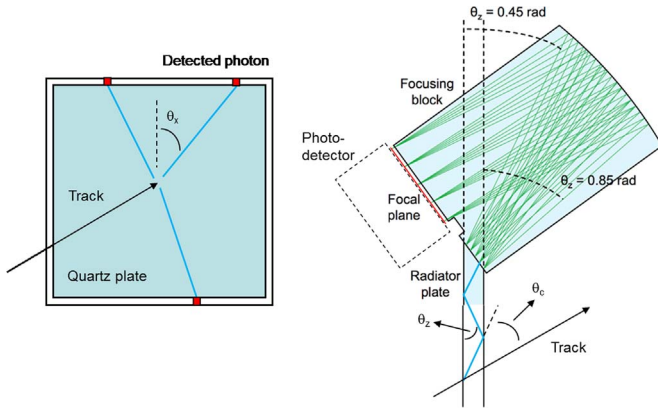 Detected photon
θx
Track
Quartz plate
θz = 0.45 rad
Focusing
block
Photo-
detector
θz = 0.85 rad
Focal
plane
Radiator
plate
θc
θz
Track